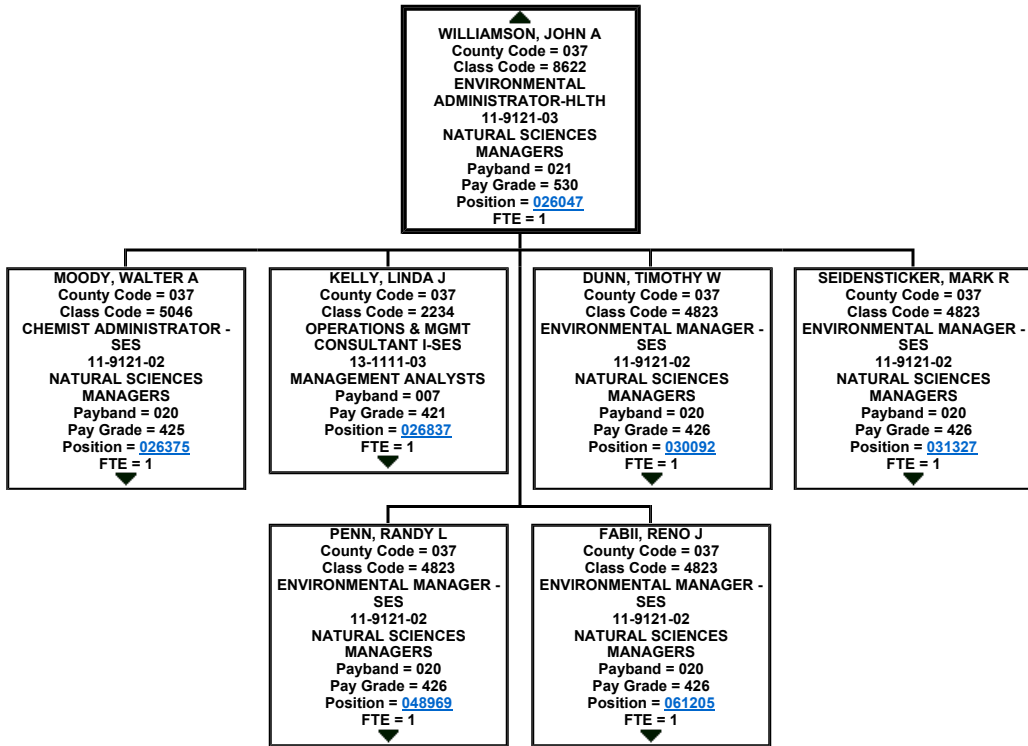 WILLIAMSON, JOHN A
County Code = 037
Class Code = 8622
ENVIRONMENTAL
ADMINISTRATOR-HLTH
11-9121-03
NATURAL SCIENCES
MANAGERS
Payband = 021
Pay Grade = 530
Position = 026047
FTE = 1
MOODY, WALTER A
County Code = 037
Class Code = 5046
CHEMIST ADMINISTRATOR -
SES
11-9121-02
NATURAL SCIENCES
MANAGERS
Payband = 020
Pay Grade = 425
Position = 026375
FTE = 1
KELLY, LINDA J
County Code = 037
Class Code = 2234
OPERATIONS & MGMT
CONSULTANT I-SES
13-1111-03
MANAGEMENT ANALYSTS
Payband = 007
Pay Grade = 421
Position = 026837
FTE = 1
DUNN, TIMOTHY W
County Code = 037
Class Code = 4823
ENVIRONMENTAL MANAGER -
SES
11-9121-02
NATURAL SCIENCES
MANAGERS
Payband = 020
Pay Grade = 426
Position = 030092
FTE = 1
SEIDENSTICKER, MARK R
County Code = 037
Class Code = 4823
ENVIRONMENTAL MANAGER -
SES
11-9121-02
NATURAL SCIENCES
MANAGERS
Payband = 020
Pay Grade = 426
Position = 031327
FTE = 1
PENN, RANDY L
County Code = 037
Class Code = 4823
ENVIRONMENTAL MANAGER -
SES
11-9121-02
NATURAL SCIENCES
MANAGERS
Payband = 020
Pay Grade = 426
Position = 048969
FTE = 1
FABII, RENO J
County Code = 037
Class Code = 4823
ENVIRONMENTAL MANAGER -
SES
11-9121-02
NATURAL SCIENCES
MANAGERS
Payband = 020
Pay Grade = 426
Position = 061205
FTE = 1